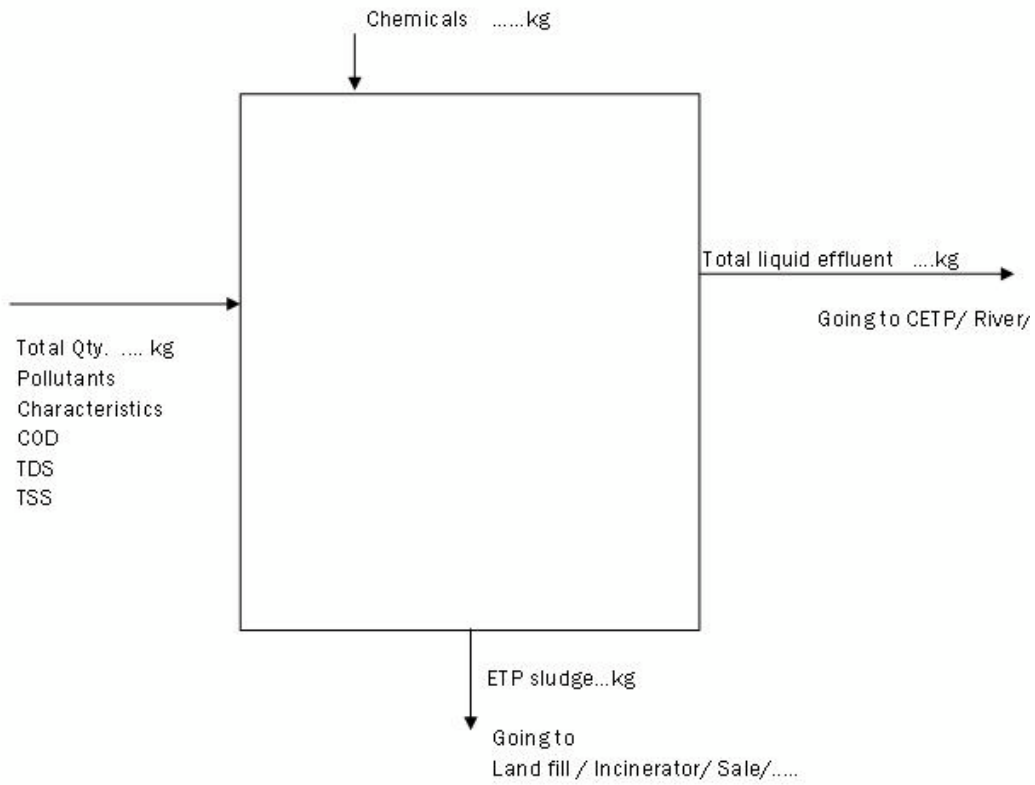 Chemicals ......kg
Total liquid effluent ....kg
Going to CETP/ River/
Total Qty. .... kg
Pollutants
Characteristics
COD
TDS
TSS
ETP sludge...kg
Going to
Land fill / Incinerator/ Sale/.....